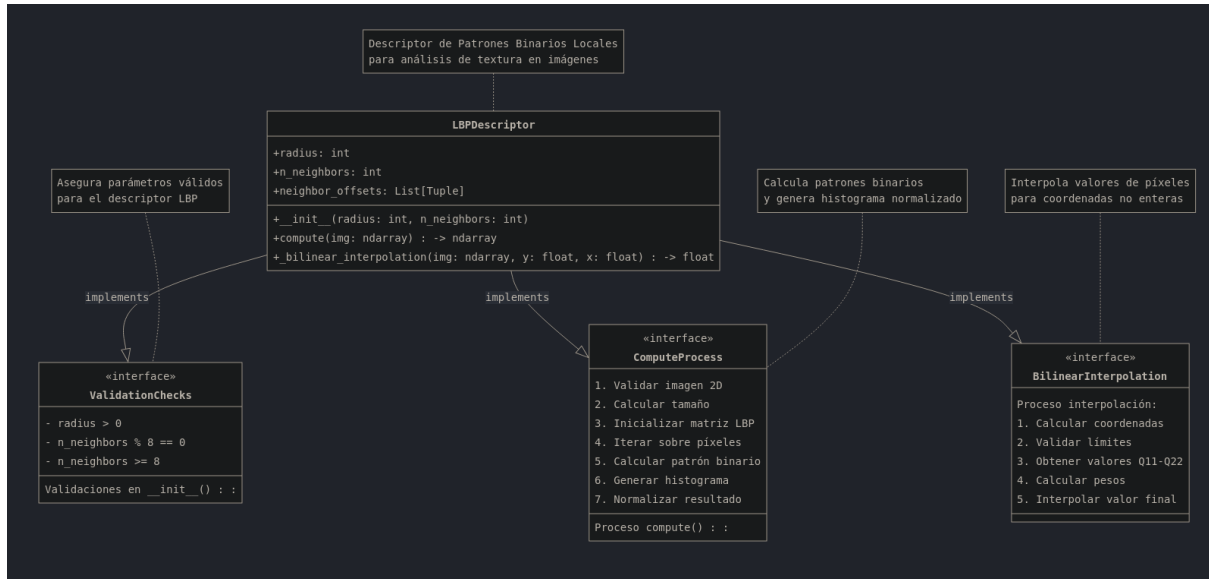 Descriptor de Patrones Binarios Locales
para análisis de textura en imágenes
LBPDescriptor
+radius: int
+n_neighbors: int
+neighbor_offsets: List[Tuple]
+__init__(radius: int, n_neighbors: int)
+compute(img: ndarray) : -> ndarray
+_bilinear_interpolation(img: ndarray, y: float, x: float) : -> float
Asegura parámetros válidos
para el descriptor LBP
Calcula patrones binarios
y genera histograma normalizado
Interpola valores de píxeles
para coordenadas no enteras
implements
implements
implements
«interface»
ValidationChecks
- radius > 0
- n_neighbors % 8 == 0
- n_neighbors >= 8
Validaciones en __init__() : :
«interface»
ComputeProcess
1. Validar imagen 2D
2. Calcular tamaño
3. Inicializar matriz LBP
4. Iterar sobre píxeles
5. Calcular patrón binario
6. Generar histograma
7. Normalizar resultado
Proceso compute() : :
«interface»
BilinearInterpolation
Proceso interpolación:
1. Calcular coordenadas
2. Validar límites
3. Obtener valores Q11-Q22
4. Calcular pesos
5. Interpolar valor final